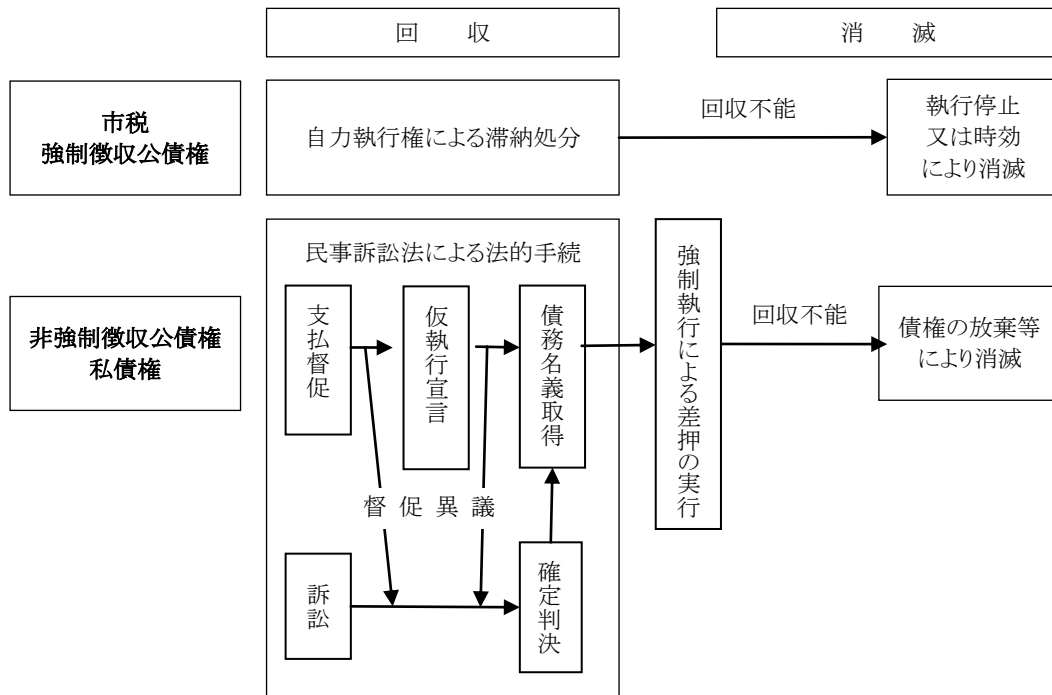 回　収
消　滅
市税
強制徴収公債権
自力執行権による滞納処分
回収不能
執行停止
又は時効
により消滅
非強制徴収公債権
私債権
民事訴訟法による法的手続
支払督促
仮執行宣言
債務名義取得
督促異議
訴訟
確定判決
強制執行による差押の実行
回収不能
債権の放棄等
により消滅